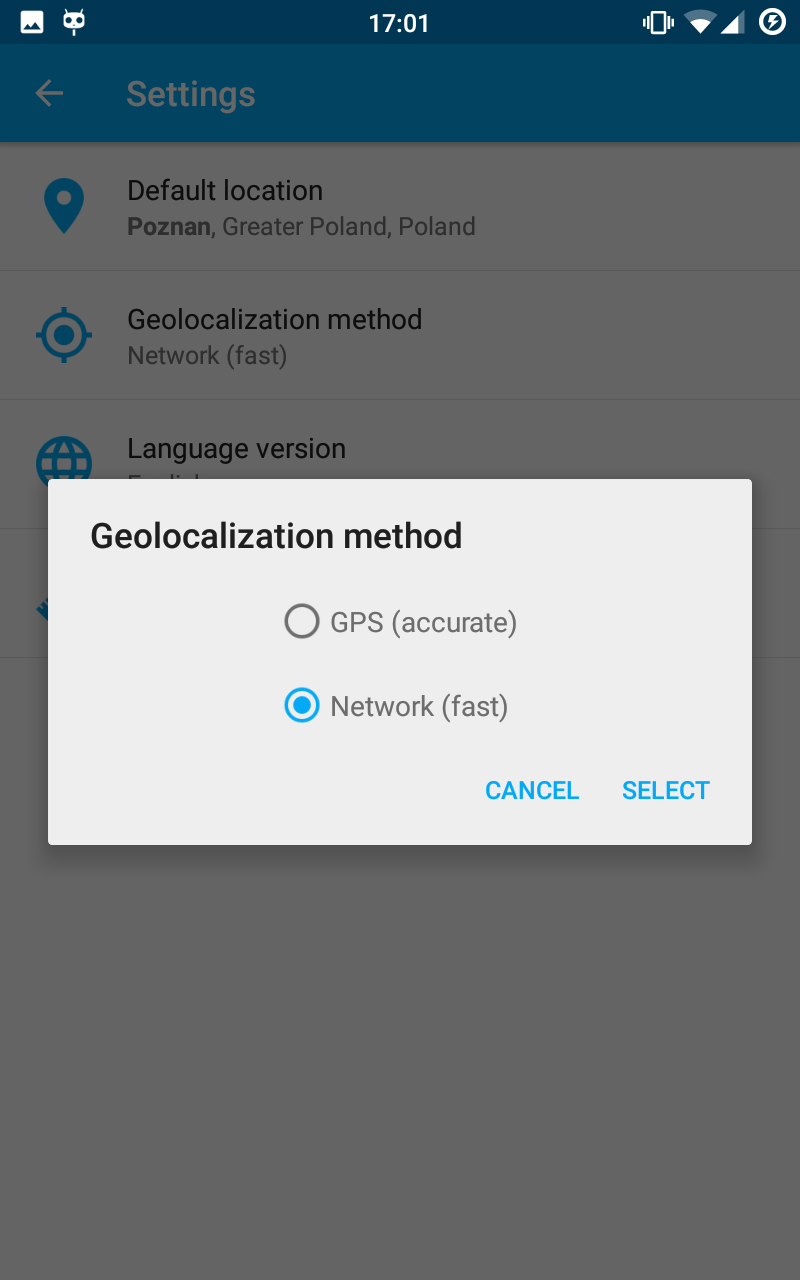 17:01
Settings
Default location
Poznan, Greater Poland, Poland
Geolocalization method
Network (fast)
Language version
Geolocalization method
GPS (accurate)
Network (fast)
CANCEL SELECT